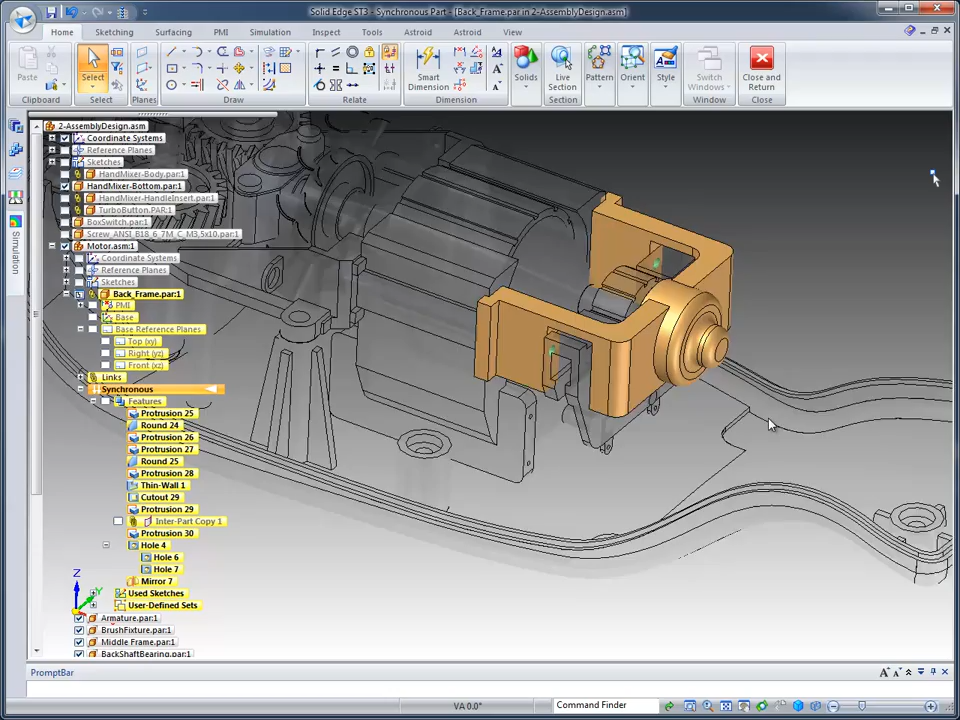 Solid Edge ST3 - Synchronous Part - [Back_Frame.par in 2-AssemblyDesign.asm]
Home Sketching Surfacing PMI Simulation Inspect Tools Astroid Astroid View
Paste Select Smart Dimension Solids Live Section Pattern Orient Style Switch Windows Close and Return
Clipboard Select Planes Draw Relate Dimension Section Window Close
2-AssemblyDesign.asm
Coordinate Systems
Reference Planes
Sketches
HandMixer-Body.par:1
HandMixer-Bottom.par:1
HandMixer-HandleInsert.par:1
TurboButton.PAR:1
BoxSwitch.par:1
Screw_ANSI_B18_6_7M_C_M3,5x10.par:1
Motor.asm:1
Coordinate Systems
Reference Planes
Sketches
Back_Frame.par:1
PMI
Base
Base Reference Planes
Top (xy)
Right (yz)
Front (xz)
Links
Synchronous
Features
Protrusion 25
Round 24
Protrusion 26
Protrusion 27
Round 25
Protrusion 28
Thin-Wall 1
Cutout 29
Protrusion 29
Inter-Part Copy 1
Protrusion 30
Hole 4
Hole 6
Hole 7
Mirror 7
Used Sketches
User-Defined Sets
Armature.par:1
BrushFixture.par:1
Middle Frame.par:1
BackShaftBearing.par:1
Simulation
Z
Y
PromptBar
VA 0.0°
Command Finder